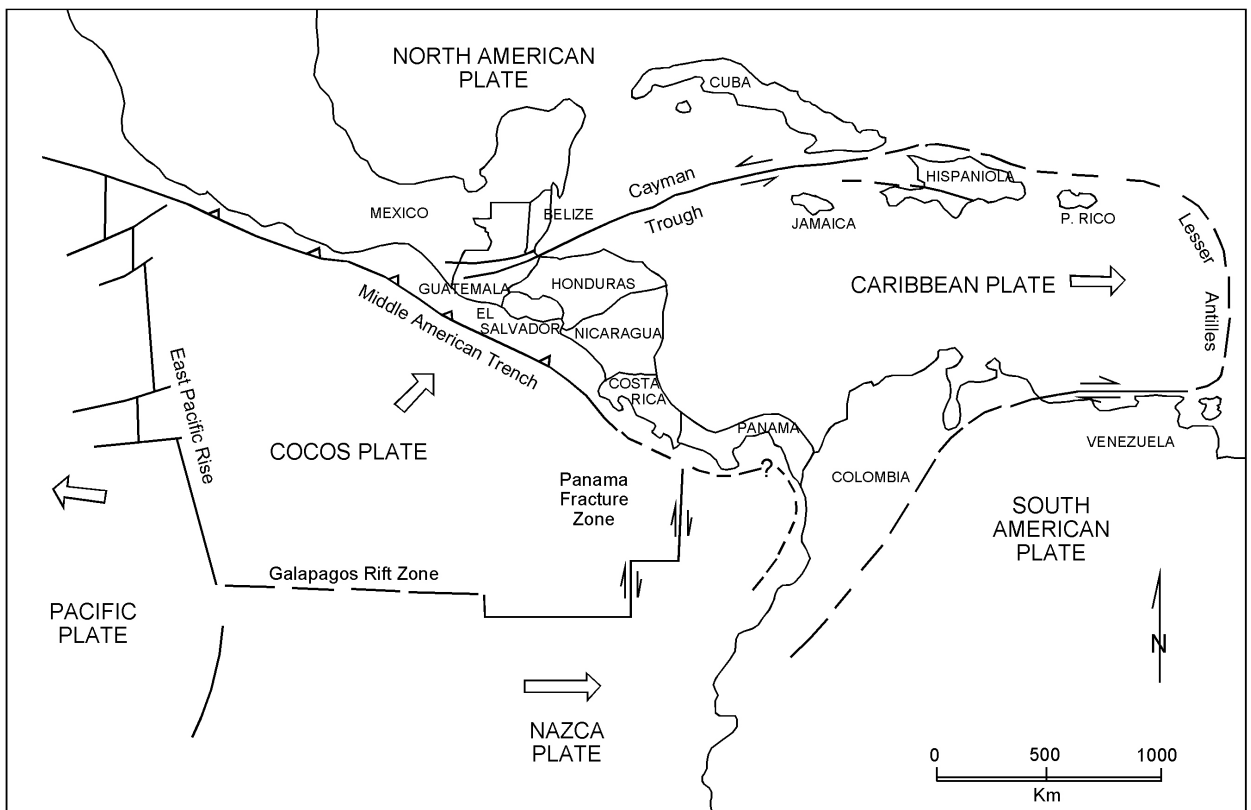 NORTH AMERICAN
PLATE
CUBA
Cayman
Trough
HISPANIOLA
MEXICO
BELIZE
JAMAICA
P. RICO
Lesser
Antilles
GUATEMALA
HONDURAS
CARIBBEAN PLATE
EL
SALVADOR
NICARAGUA
Middle American Trench
COSTA
RICA
East Pacific Rise
PANAMA
?
COCOS PLATE
VENEZUELA
COLOMBIA
Panama
Fracture
Zone
SOUTH
AMERICAN
PLATE
Galapagos Rift Zone
PACIFIC
PLATE
N
NAZCA
PLATE
0 500 1000
Km